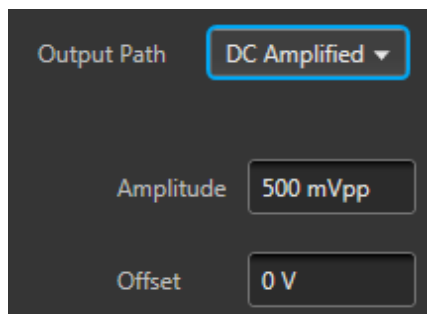 Output Path DC Amplified
Amplitude 500 mVpp
Offset 0 V